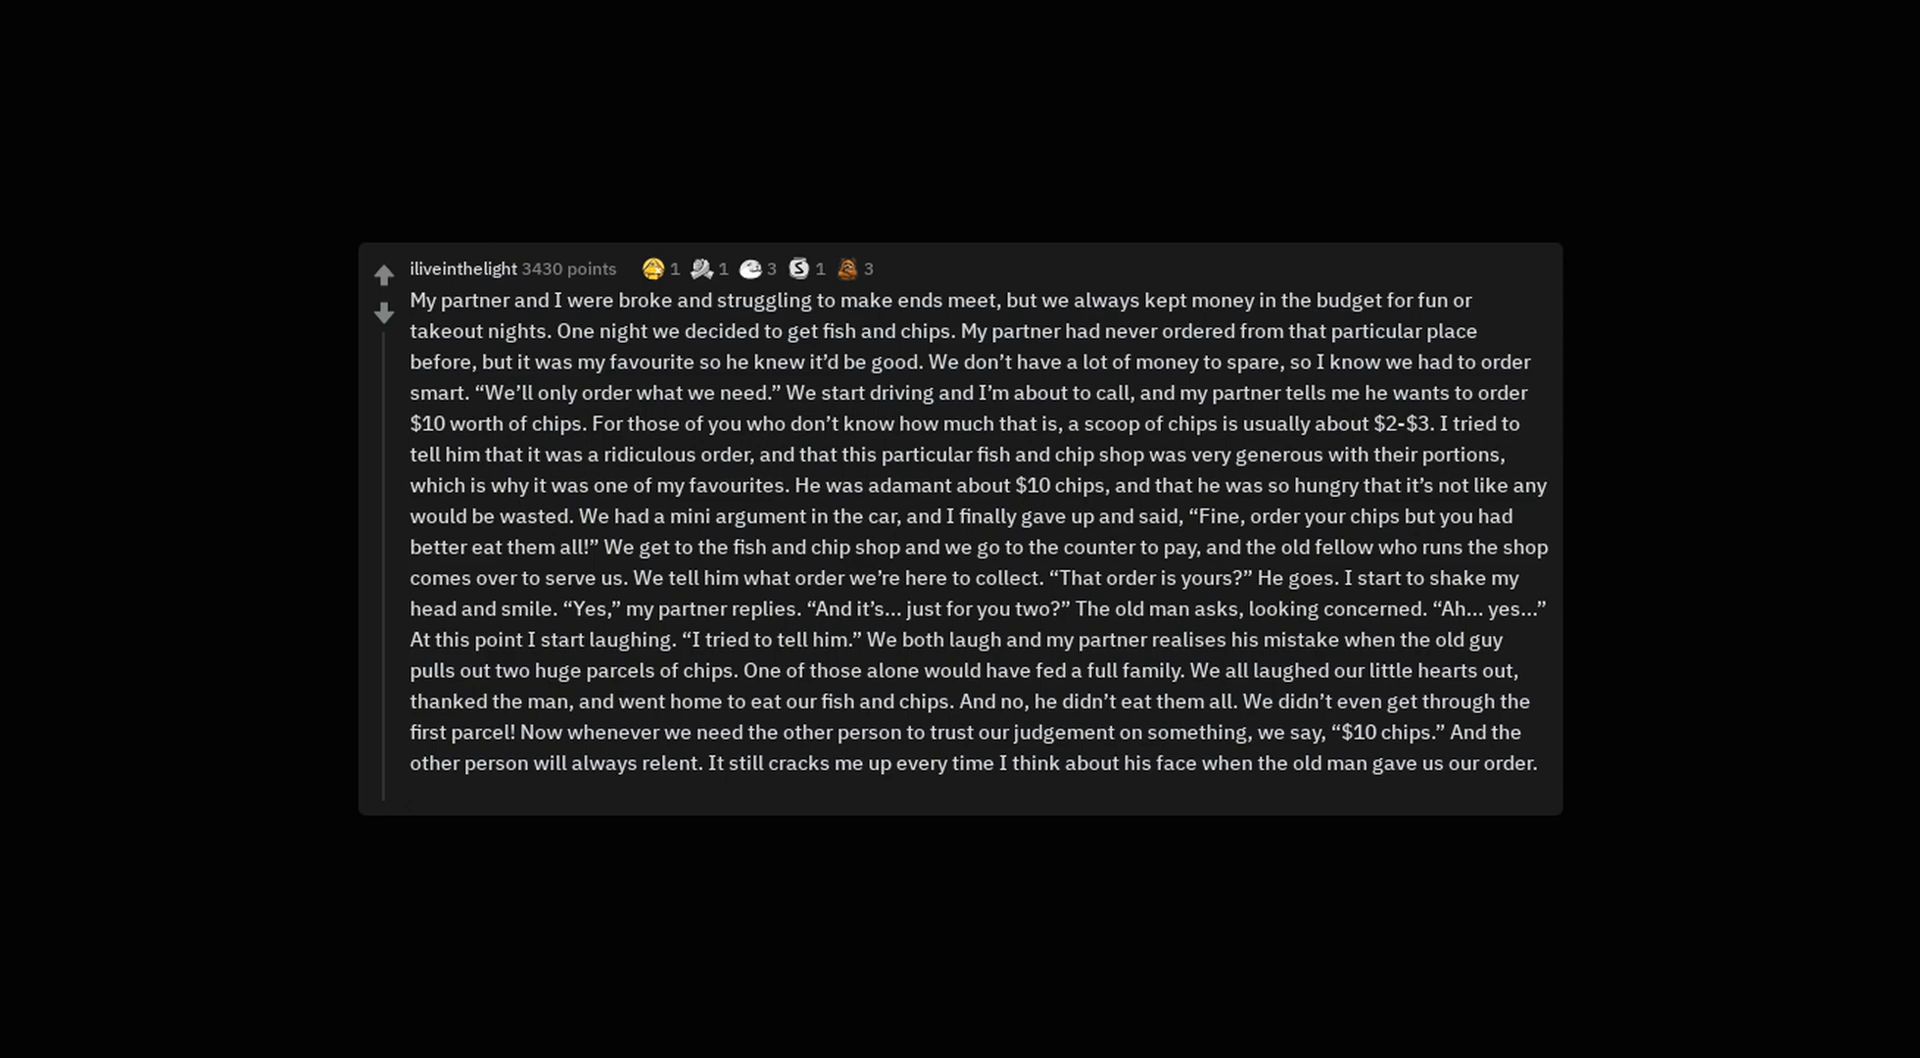 iliveinthelight 3430 points 1 1 3 1 3
My partner and I were broke and struggling to make ends meet, but we always kept money in the budget for fun or
takeout nights. One night we decided to get fish and chips. My partner had never ordered from that particular place
before, but it was my favourite so he knew it’d be good. We don’t have a lot of money to spare, so I know we had to order
smart. “We’ll only order what we need.” We start driving and I’m about to call, and my partner tells me he wants to order
$10 worth of chips. For those of you who don’t know how much that is, a scoop of chips is usually about $2-$3. I tried to
tell him that it was a ridiculous order, and that this particular fish and chip shop was very generous with their portions,
which is why it was one of my favourites. He was adamant about $10 chips, and that he was so hungry that it’s not like any
would be wasted. We had a mini argument in the car, and I finally gave up and said, “Fine, order your chips but you had
better eat them all!” We get to the fish and chip shop and we go to the counter to pay, and the old fellow who runs the shop
comes over to serve us. We tell him what order we’re here to collect. “That order is yours?” He goes. I start to shake my
head and smile. “Yes,” my partner replies. “And it’s... just for you two?” The old man asks, looking concerned. “Ah... yes...”
At this point I start laughing. “I tried to tell him.” We both laugh and my partner realises his mistake when the old guy
pulls out two huge parcels of chips. One of those alone would have fed a full family. We all laughed our little hearts out,
thanked the man, and went home to eat our fish and chips. And no, he didn’t eat them all. We didn’t even get through the
first parcel! Now whenever we need the other person to trust our judgement on something, we say, “$10 chips.” And the
other person will always relent. It still cracks me up every time I think about his face when the old man gave us our order.